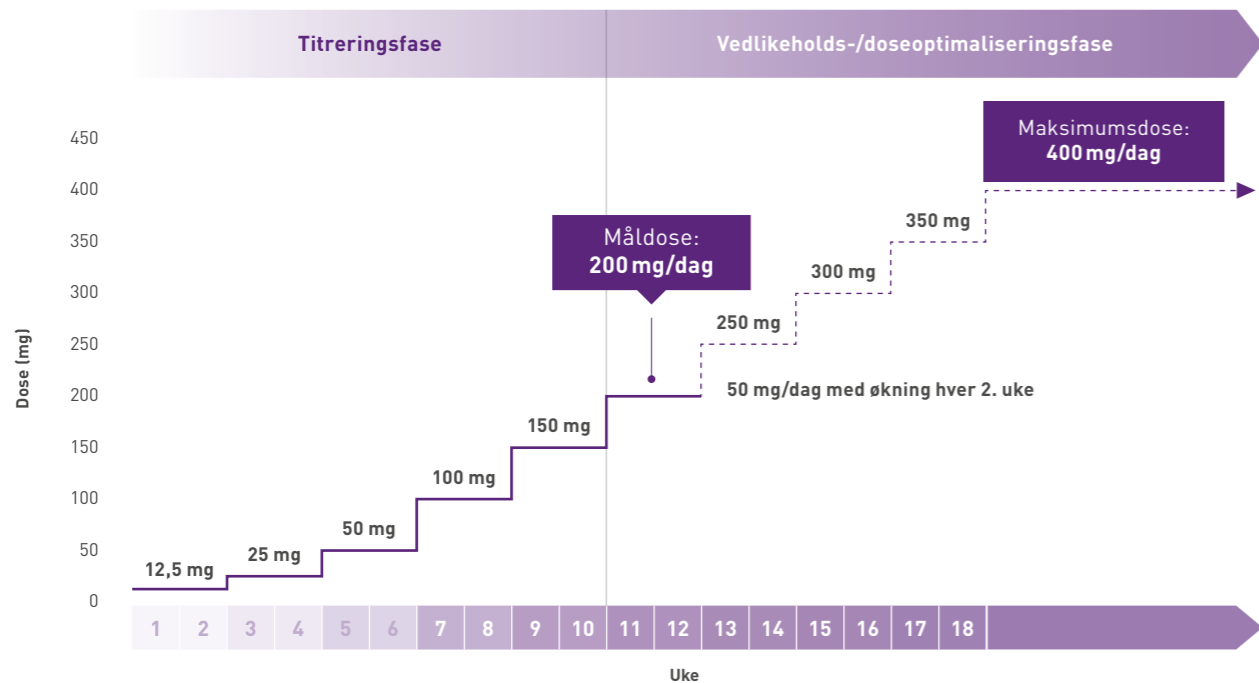 Titreringsfase
Vedlikeholds-/doseoptimaliseringsfase
Dose (mg)
450
400
350
300
250
200
150
100
50
0
12,5 mg
25 mg
50 mg
100 mg
150 mg
Måldose:
200 mg/dag
250 mg
300 mg
350 mg
Maksimumsdose:
400 mg/dag
50 mg/dag med økning hver 2. uke
1 2 3 4 5 6 7 8 9 10 11 12 13 14 15 16 17 18
Uke